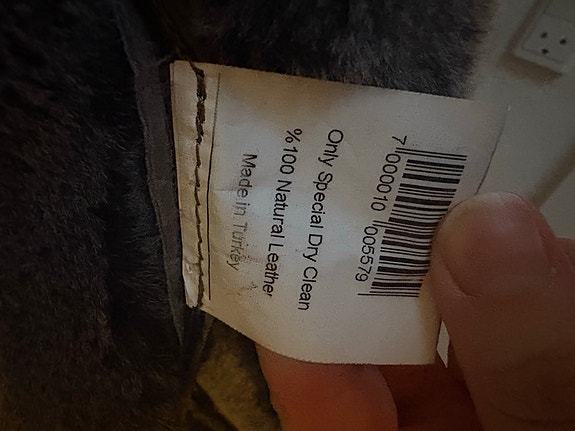 7 000010 005579
Only Special Dry Clean
%100 Natural Leather
Made in Turkey